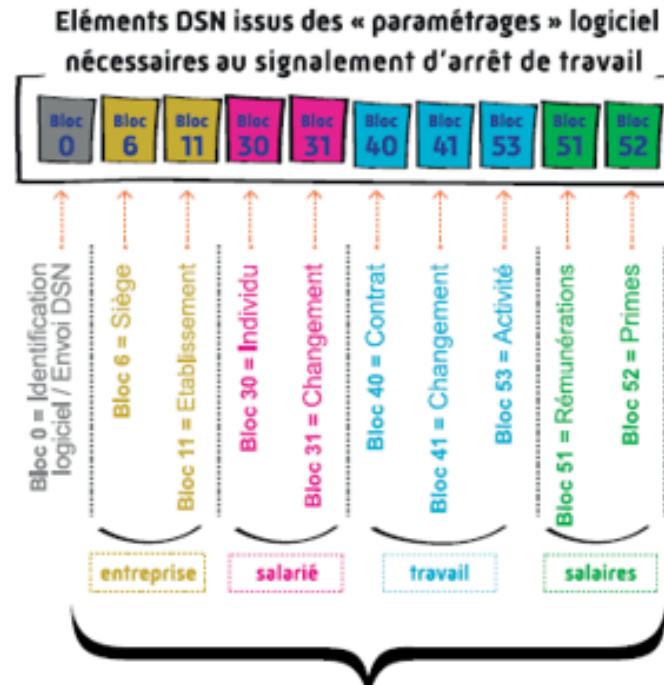 Eléments DSN issus des « paramétrages » logiciel
nécessaires au signalement d'arrêt de travail
Bloc 0
Bloc 6
Bloc 11
Bloc 30
Bloc 31
Bloc 40
Bloc 41
Bloc 53
Bloc 51
Bloc 52
Bloc 0 = Identification
logiciel / Envoi DSN
Bloc 6 = Siège
Bloc 11 = Etablissement
Bloc 30 = Individu
Bloc 31 = Changement
Bloc 40 = Contrat
Bloc 41 = Changement
Bloc 53 = Activité
Bloc 51 = Rémunérations
Bloc 52 = Primes
entreprise
salarié
travail
salaires